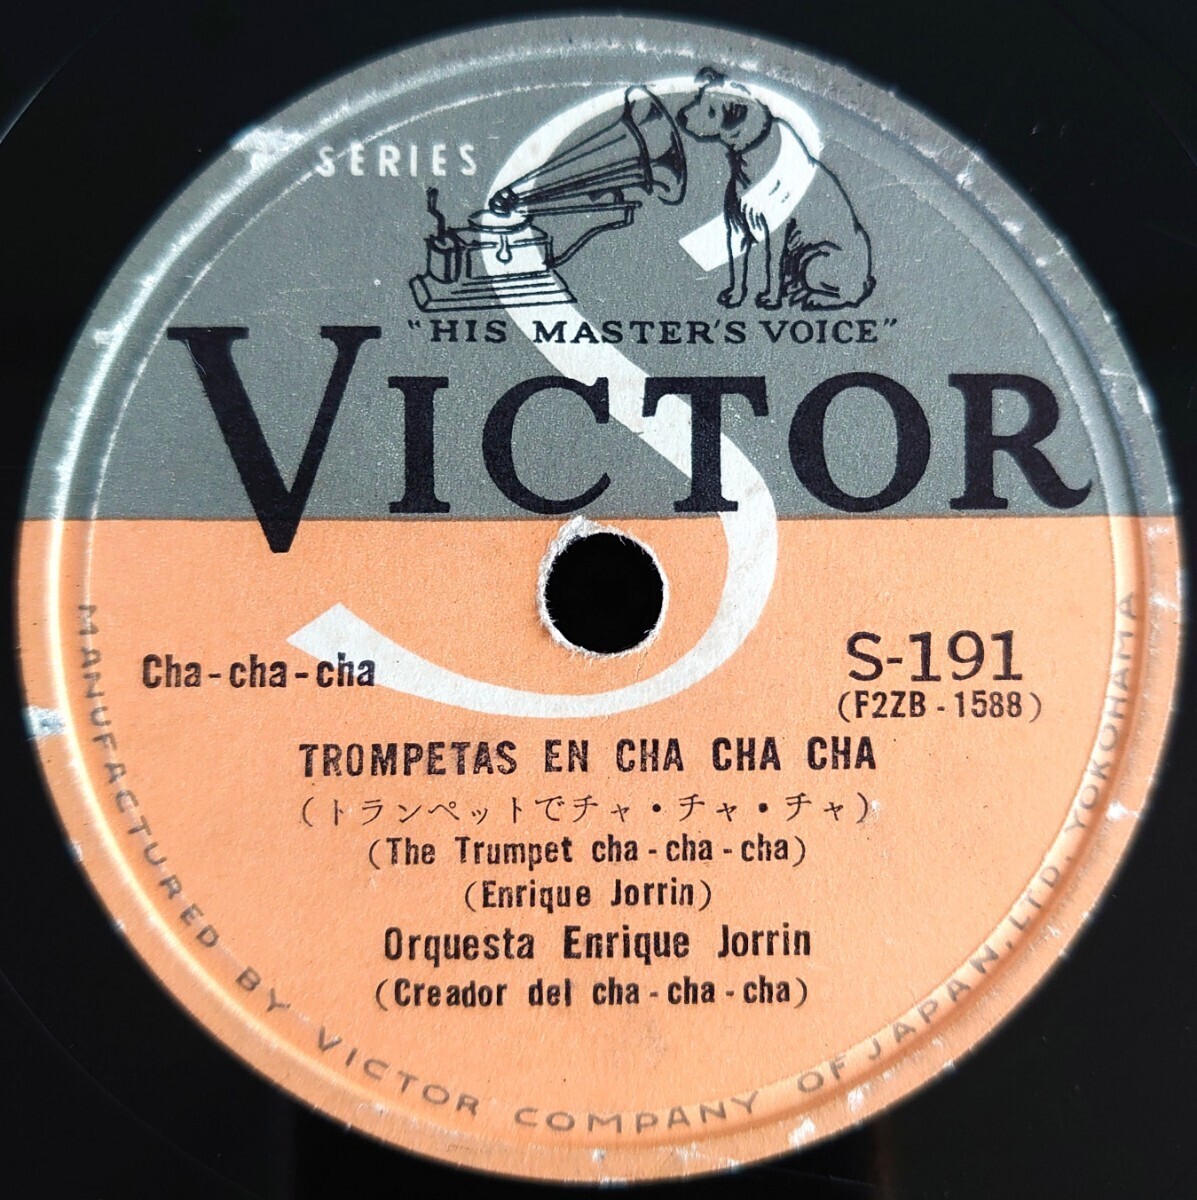 SERIES
S
"HIS MASTER'S VOICE"
VICTOR
Cha-cha-cha
S-191
(F2ZB-1588)
TROMPETAS EN CHA CHA CHA
(トランペットでチャ・チャ・チャ)
(The Trumpet cha-cha-cha)
(Enrique Jorrin)
Orquesta Enrique Jorrin
(Creador del cha-cha-cha)
MANUFACTURED BY VICTOR COMPANY OF JAPAN, LTD. YOKOHAMA